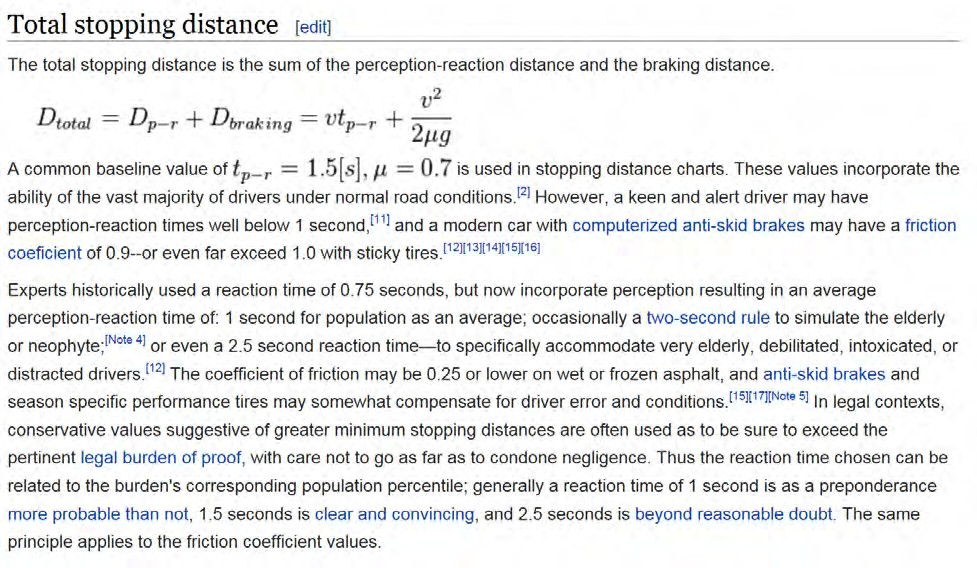 Total stopping distance [edit]
The total stopping distance is the sum of the perception-reaction distance and the braking distance.
D_{total} = D_{p-r} + D_{braking} = vt_{p-r} + \frac{v^2}{2μg}
A common baseline value of t_{p-r} = 1.5[s], μ = 0.7 is used in stopping distance charts. These values incorporate the
ability of the vast majority of drivers under normal road conditions.[2] However, a keen and alert driver may have
perception-reaction times well below 1 second,[11] and a modern car with computerized anti-skid brakes may have a friction
coeficient of 0.9--or even far exceed 1.0 with sticky tires.[12][13][14][15][16]
Experts historically used a reaction time of 0.75 seconds, but now incorporate perception resulting in an average
perception-reaction time of: 1 second for population as an average; occasionally a two-second rule to simulate the elderly
or neophyte;[Note 4] or even a 2.5 second reaction time—to specifically accommodate very elderly, debilitated, intoxicated, or
distracted drivers.[12] The coefficient of friction may be 0.25 or lower on wet or frozen asphalt, and anti-skid brakes and
season specific performance tires may somewhat compensate for driver error and conditions.[15][17][Note 5] In legal contexts,
conservative values suggestive of greater minimum stopping distances are often used as to be sure to exceed the
pertinent legal burden of proof, with care not to go as far as to condone negligence. Thus the reaction time chosen can be
related to the burden's corresponding population percentile; generally a reaction time of 1 second is as a preponderance
more probable than not, 1.5 seconds is clear and convincing, and 2.5 seconds is beyond reasonable doubt. The same
principle applies to the friction coefficient values.